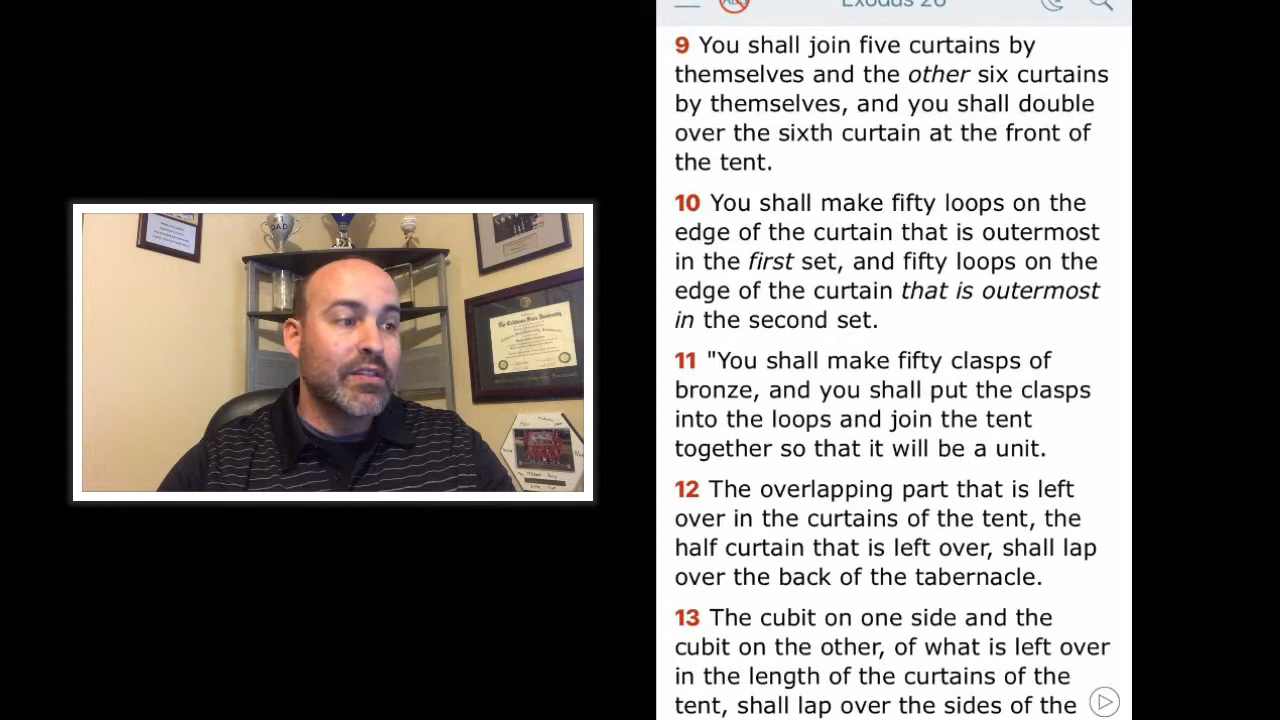 Exodus 26
9 You shall join five curtains by
themselves and the other six curtains
by themselves, and you shall double
over the sixth curtain at the front of
the tent.
10 You shall make fifty loops on the
edge of the curtain that is outermost
in the first set, and fifty loops on the
edge of the curtain that is outermost
in the second set.
11 "You shall make fifty clasps of
bronze, and you shall put the clasps
into the loops and join the tent
together so that it will be a unit.
12 The overlapping part that is left
over in the curtains of the tent, the
half curtain that is left over, shall lap
over the back of the tabernacle.
13 The cubit on one side and the
cubit on the other, of what is left over
in the length of the curtains of the
tent, shall lap over the sides of the
DAD
The California State University